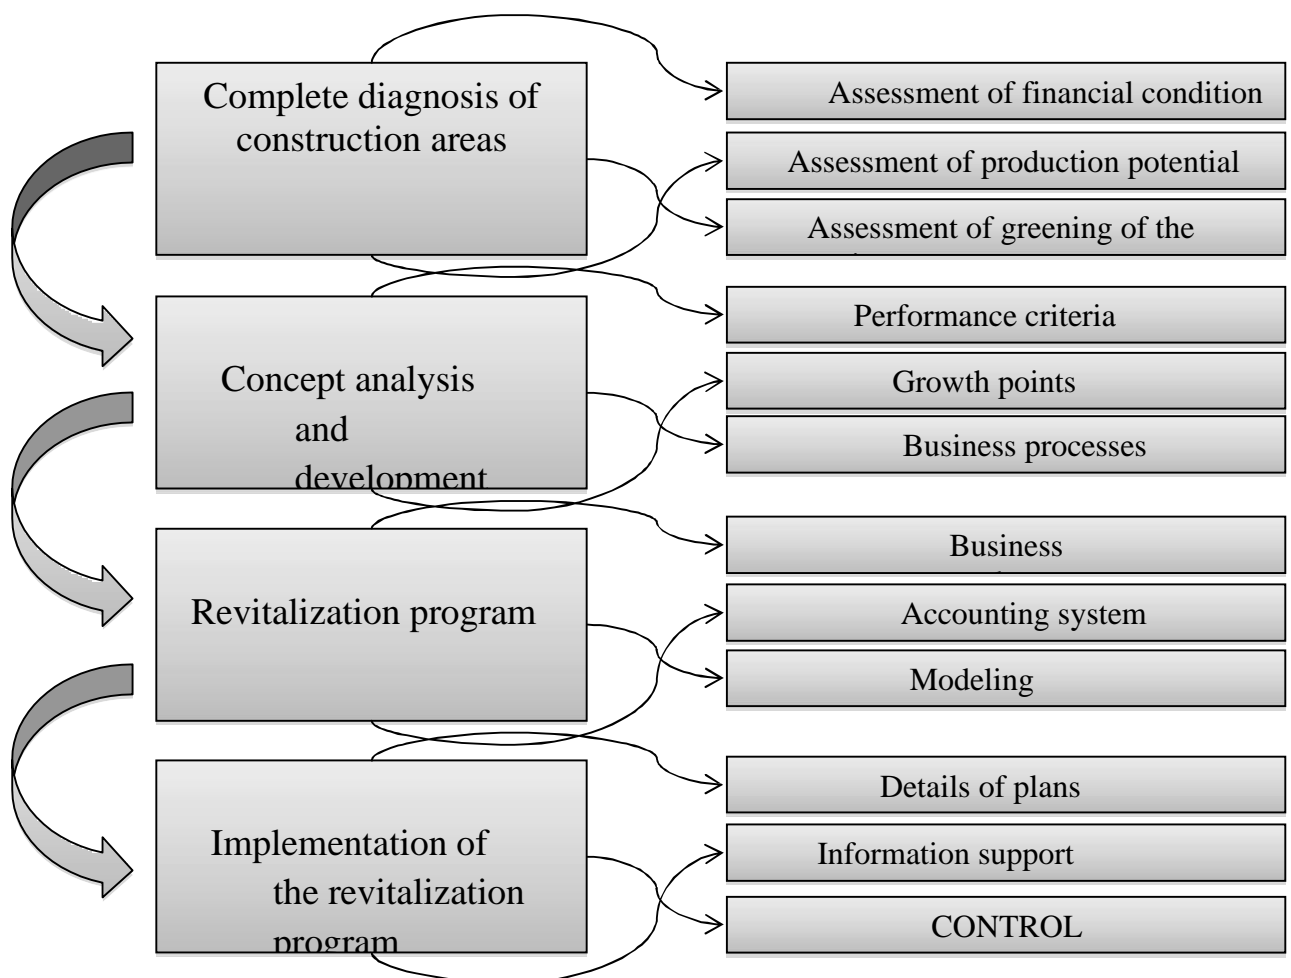 Complete diagnosis of
construction areas
Assessment of financial condition
Assessment of production potential
Assessment of greening of the
Concept analysis
and
development
Performance criteria
Growth points
Business processes
Revitalization program
Business
Accounting system
Modeling
Implementation of
the revitalization
program
Details of plans
Information support
CONTROL